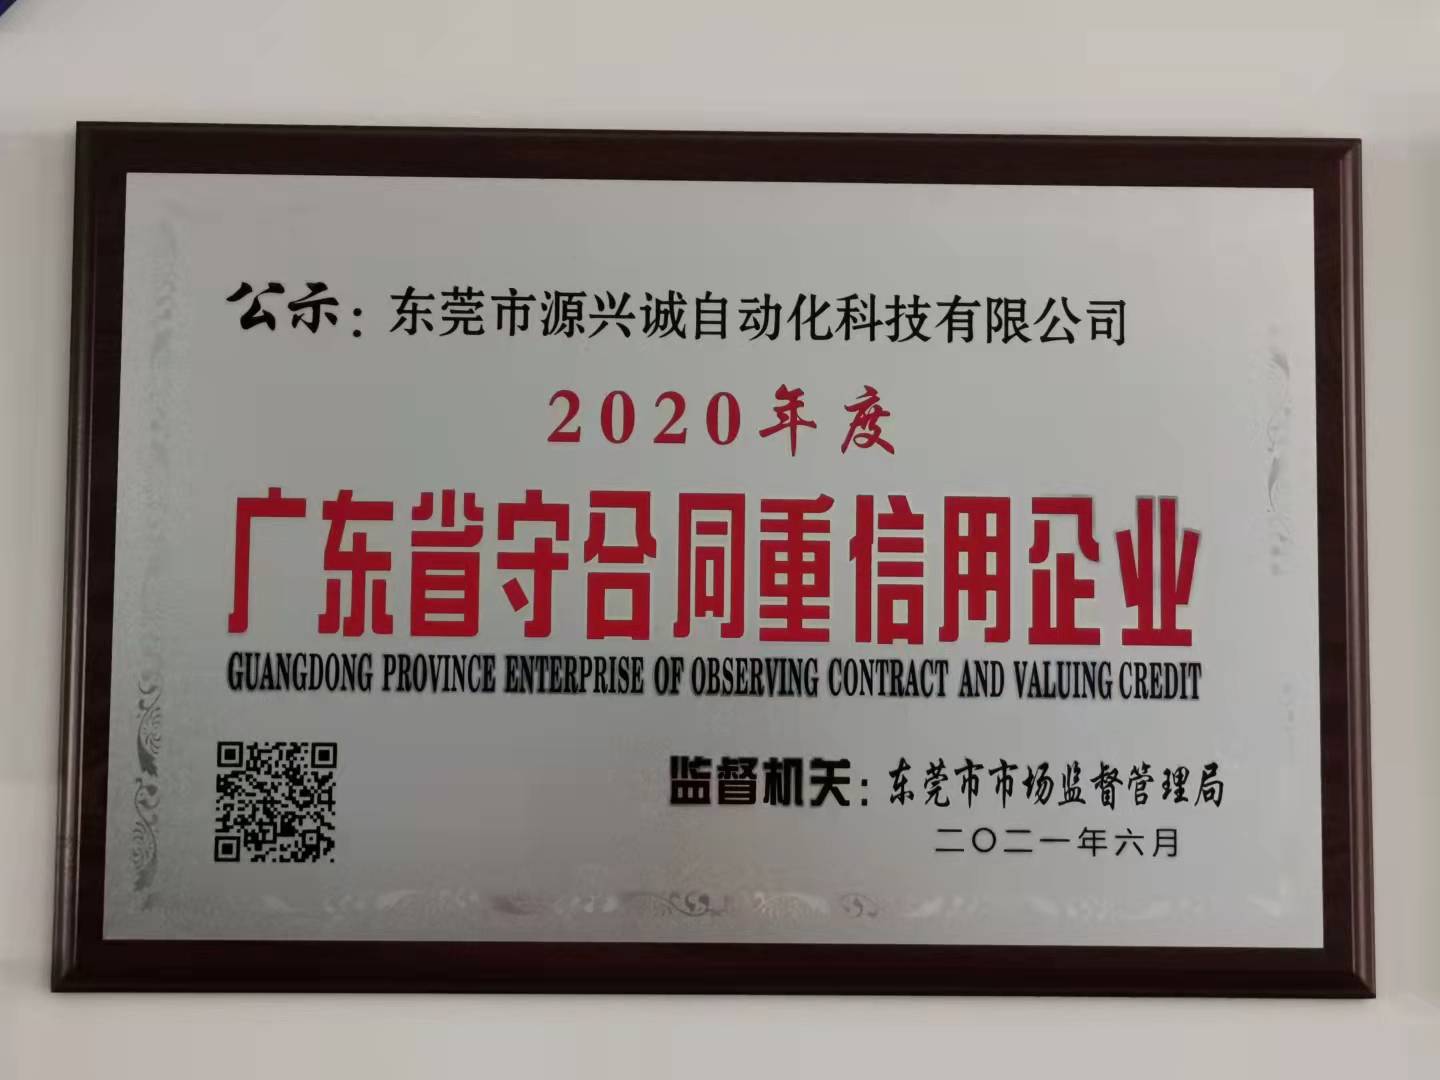 公示：东莞市源兴诚自动化科技有限公司
2020年度
广东省守合同重信用企业
GUANGDONG PROVINCE ENTERPRISE OF OBSERVING CONTRACT AND VALUING CREDIT
监督机关：东莞市市场监督管理局
二〇二一年六月